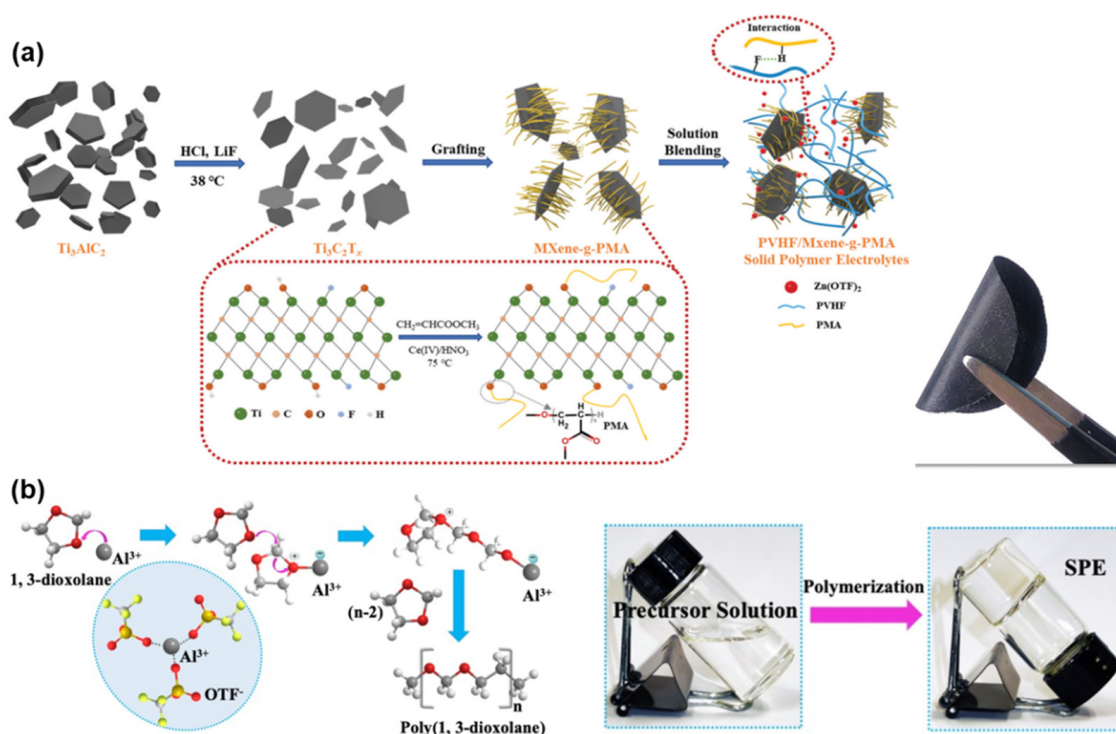 (a)
Interaction
F
H
HCl, LiF
38 °C
Grafting
Solution
Blending
Ti₃AlC₂
Ti₃C₂Tₓ
MXene-g-PMA
PVHF/Mxene-g-PMA
Solid Polymer Electrolytes
Zn(OTF)₂
PVHF
PMA
CH₂=CHCOOCH₃
Ce(IV)/HNO₃
75 °C
Ti C O F H
O
CH₂
H
C
H
n
PMA
C
O
O
(b)
1, 3-dioxolane
Al³⁺
Al³⁺
Al³⁺
(n-2)
Al³⁺
OTF⁻
n
Poly(1, 3-dioxolane)
Precursor Solution
Polymerization
SPE